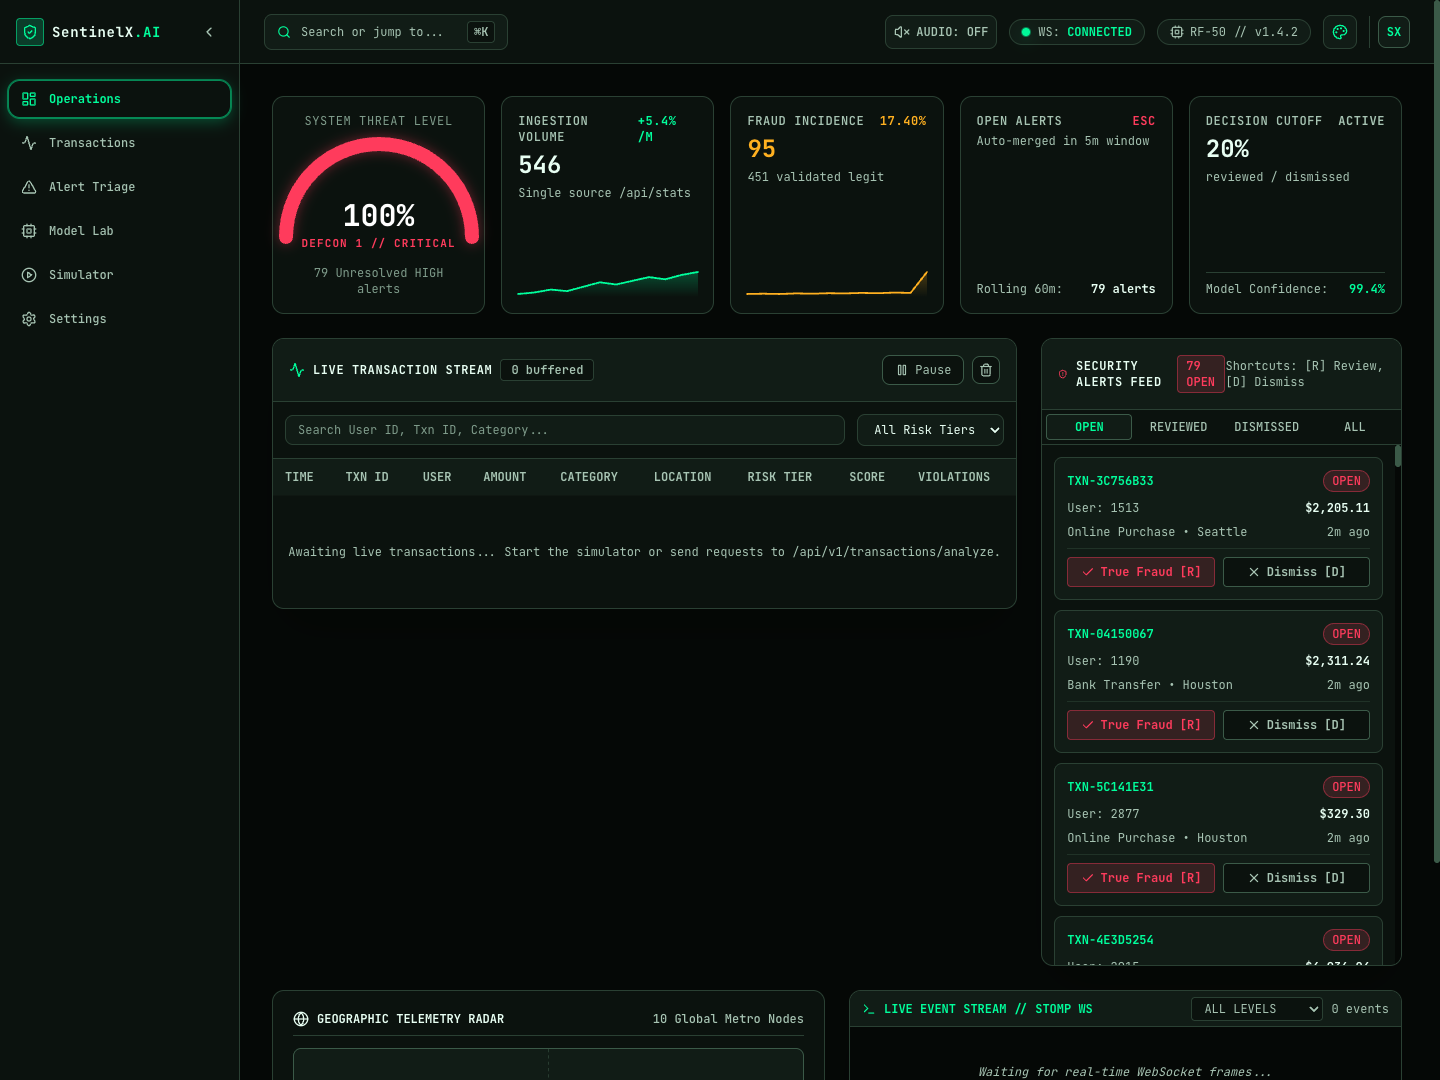 SentinelX.AI
Search or jump to...
⌘K
AUDIO: OFF
WS: CONNECTED
RF-50 // v1.4.2
SX
Operations
Transactions
Alert Triage
Model Lab
Simulator
Settings
SYSTEM THREAT LEVEL
100%
DEFCON 1 // CRITICAL
79 Unresolved HIGH
alerts
INGESTION
VOLUME
+5.4%
/M
546
Single source /api/stats
FRAUD INCIDENCE
17.40%
95
451 validated legit
OPEN ALERTS
ESC
Auto-merged in 5m window
Rolling 60m:
79 alerts
DECISION CUTOFF
ACTIVE
20%
reviewed / dismissed
Model Confidence:
99.4%
LIVE TRANSACTION STREAM
0 buffered
Pause
Search User ID, Txn ID, Category...
All Risk Tiers
TIME TXN ID USER AMOUNT CATEGORY LOCATION RISK TIER SCORE VIOLATIONS
Awaiting live transactions... Start the simulator or send requests to /api/v1/transactions/analyze.
SECURITY
ALERTS FEED
79
OPEN
Shortcuts: [R] Review,
[D] Dismiss
OPEN
REVIEWED
DISMISSED
ALL
TXN-3C756B33
OPEN
User: 1513
$2,205.11
Online Purchase • Seattle
2m ago
True Fraud [R]
Dismiss [D]
TXN-04150067
OPEN
User: 1190
$2,311.24
Bank Transfer • Houston
2m ago
True Fraud [R]
Dismiss [D]
TXN-5C141E31
OPEN
User: 2877
$329.30
Online Purchase • Houston
2m ago
True Fraud [R]
Dismiss [D]
TXN-4E3D5254
OPEN
GEOGRAPHIC TELEMETRY RADAR
10 Global Metro Nodes
LIVE EVENT STREAM // STOMP WS
ALL LEVELS
0 events
Waiting for real-time WebSocket frames...